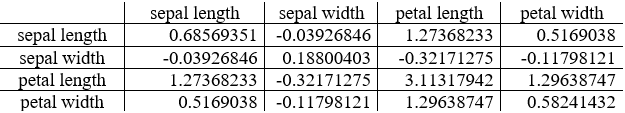 sepal length sepal width petal length petal width
sepal length 0.68569351 -0.03926846 1.27368233 0.5169038
sepal width -0.03926846 0.18800403 -0.32171275 -0.11798121
petal length 1.27368233 -0.32171275 3.11317942 1.29638747
petal width 0.5169038 -0.11798121 1.29638747 0.58241432